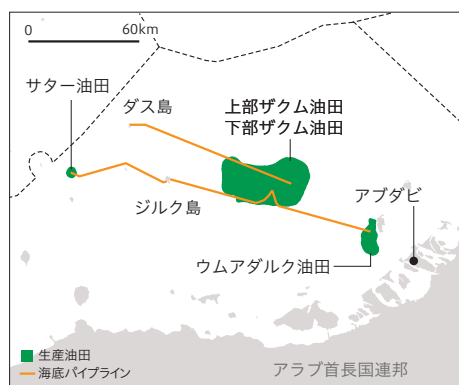 0 60km
サター油田
ダス島
上部ザクム油田
下部ザクム油田
アブダビ
ジルク島
ウムアダルク油田
生産油田
海底パイプライン
アラブ首長国連邦